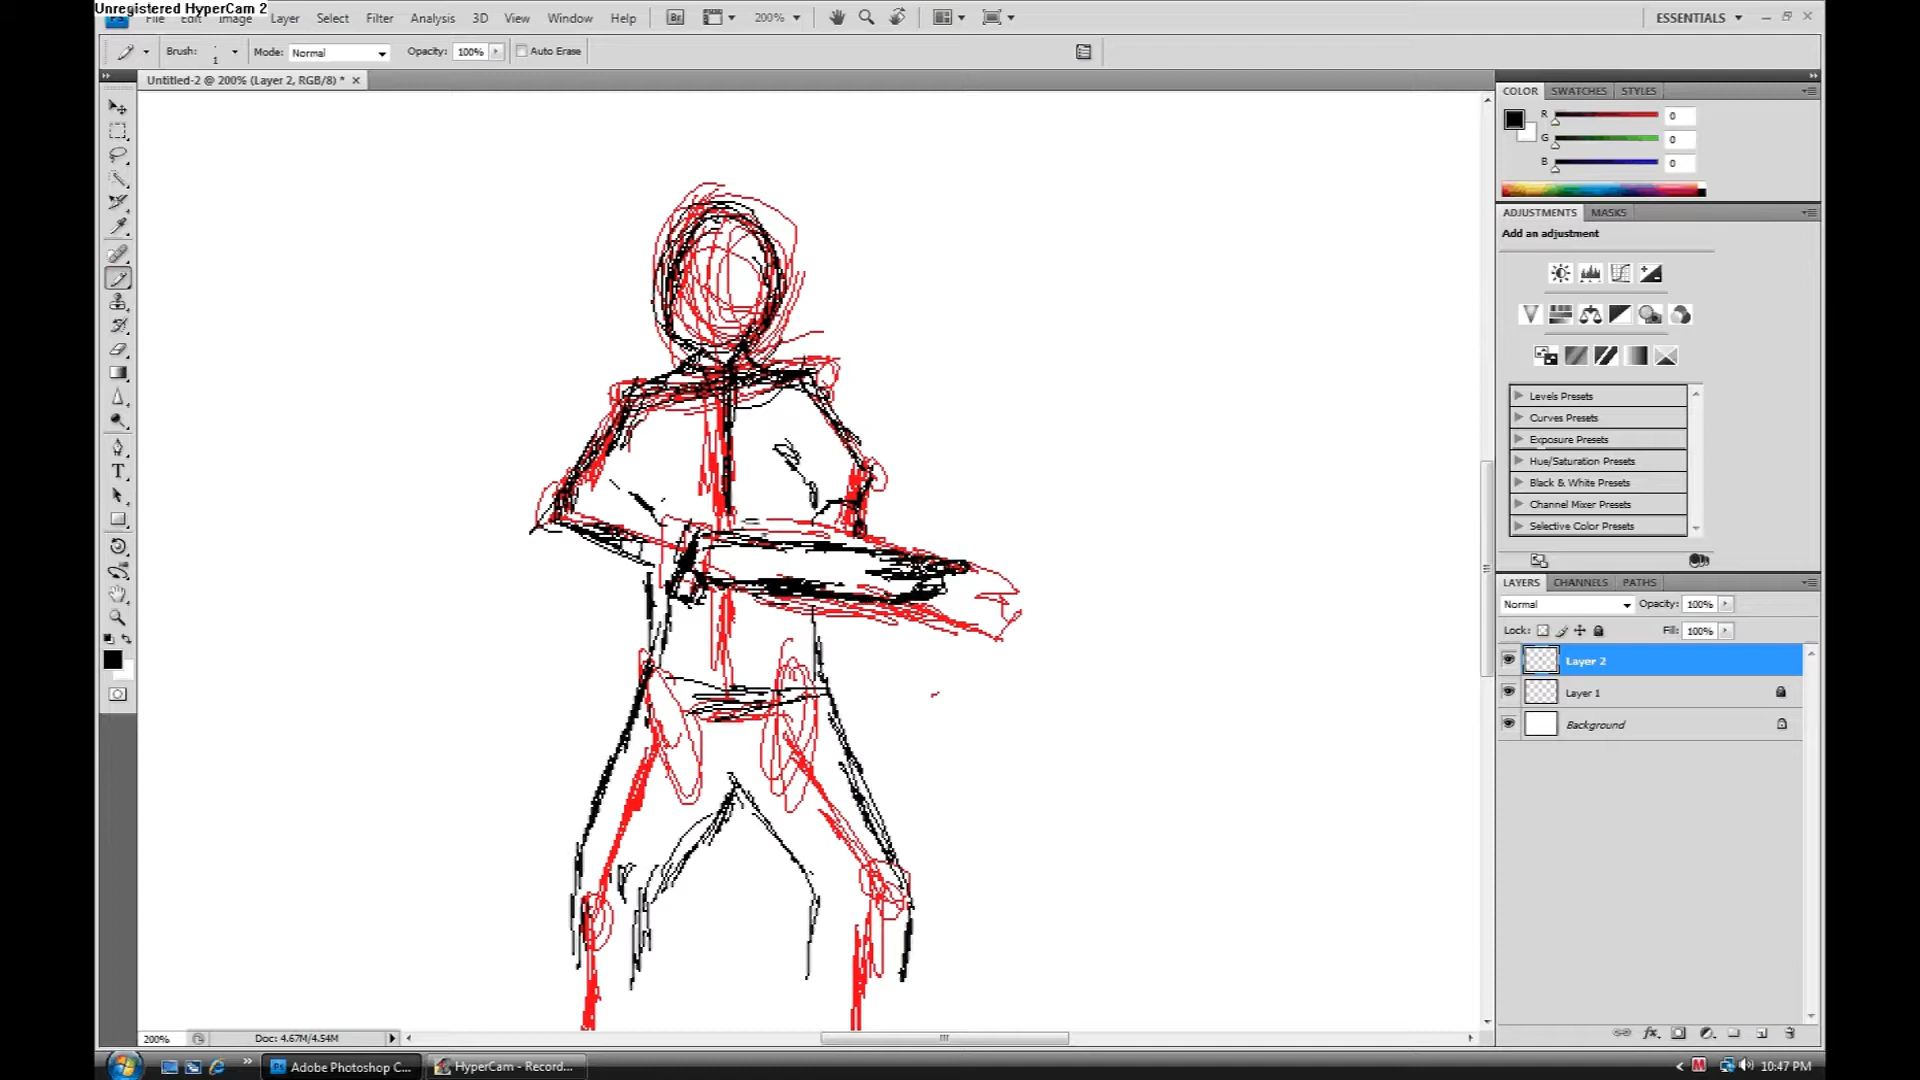 Unregistered HyperCam 2
File Edit Image Layer Select Filter Analysis 3D View Window Help Br 200% ESSENTIALS
Brush: 1 Mode: Normal Opacity: 100% Auto Erase
Untitled-2 @ 200% (Layer 2, RGB/8) *
COLOR SWATCHES STYLES
R 0
G 0
B 0
ADJUSTMENTS MASKS
Add an adjustment
Levels Presets
Curves Presets
Exposure Presets
Hue/Saturation Presets
Black & White Presets
Channel Mixer Presets
Selective Color Presets
LAYERS CHANNELS PATHS
Normal Opacity: 100%
Lock: Fill: 100%
Layer 2
Layer 1
Background
200% Doc: 4.67M/4.54M
Adobe Photoshop C... HyperCam - Record... 10:47 PM